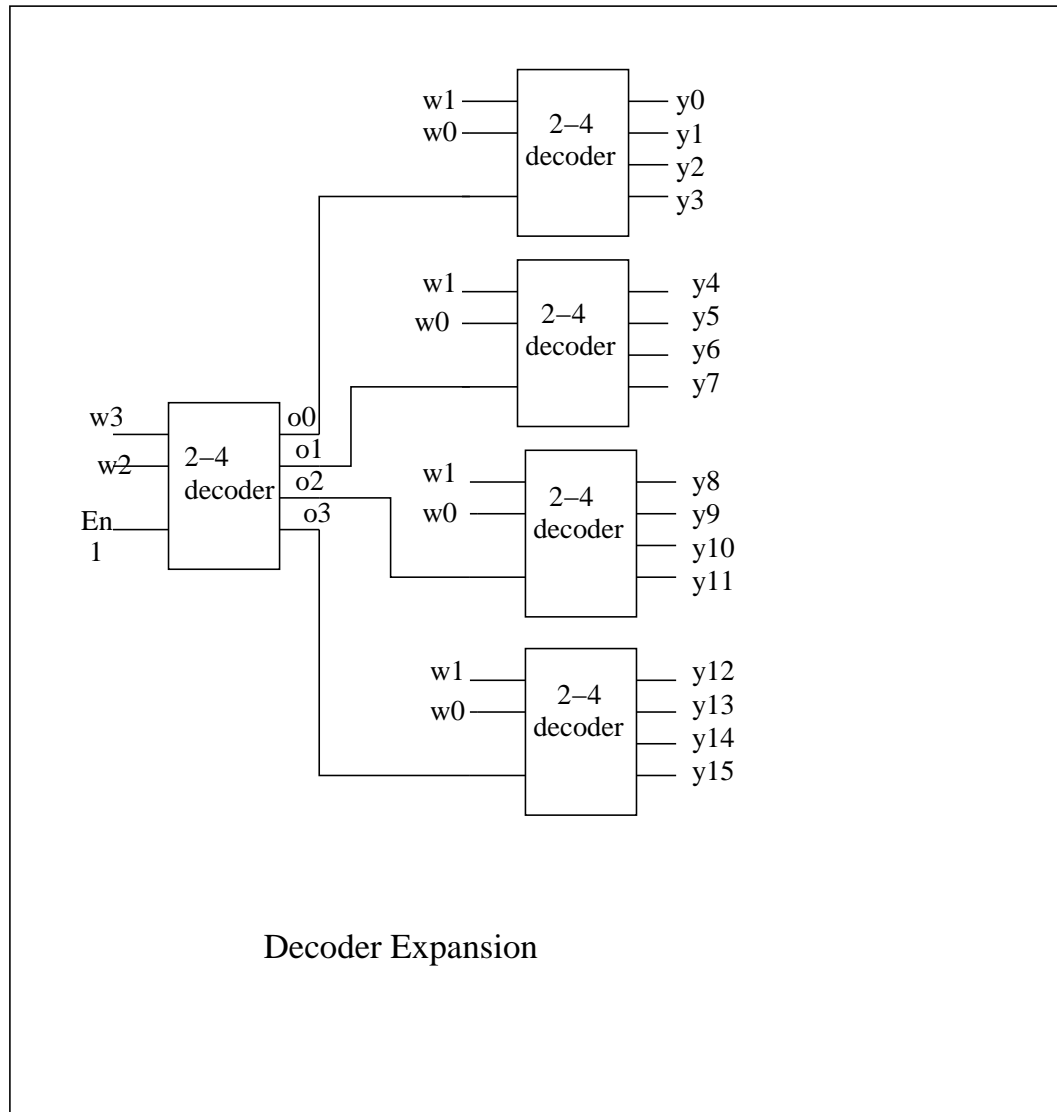 w1
w0
2–4
decoder
y0
y1
y2
y3
w1
w0
2–4
decoder
y4
y5
y6
y7
w3
w2
En
1
2–4
decoder
o0
o1
o2
o3
w1
w0
2–4
decoder
y8
y9
y10
y11
w1
w0
2–4
decoder
y12
y13
y14
y15
Decoder Expansion